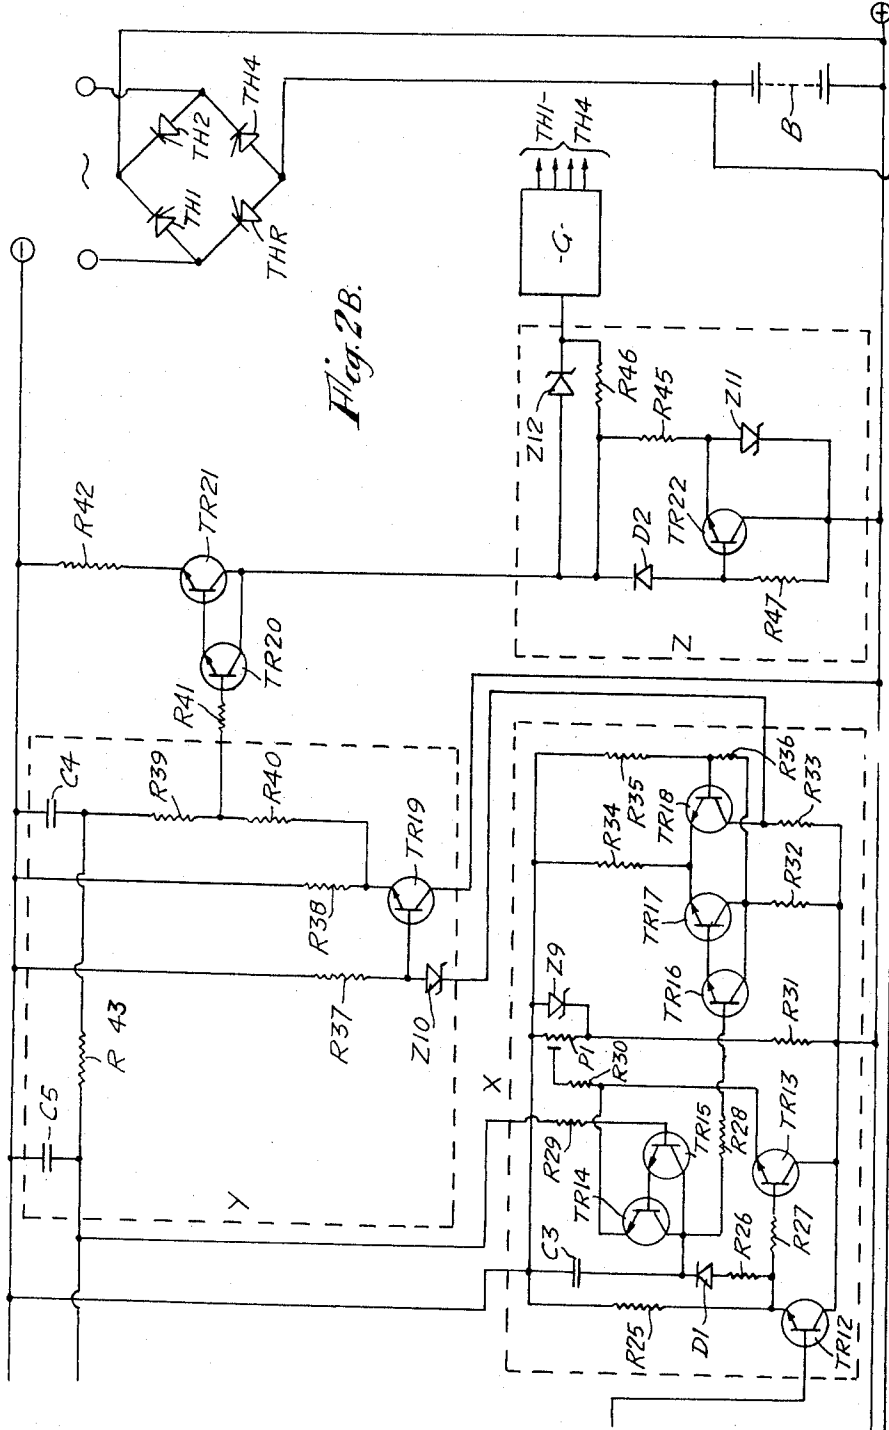 +
-
~
TH1
TH2
THR
TH4
B
TH1-
TH4
-G-
Fig. 2B.
R42
TR21
TR20
R41
C4
R39
R40
TR19
R38
R37
Z10
R 43
C5
Y
Z12
R46
R45
Z11
D2
TR22
R47
Z
X
R35
R34
TR18
R36
R33
TR17
R32
Z9
TR16
P1
R31
R30
R29
TR15
R28
TR14
TR13
C3
R26
R27
R25
D1
TR12